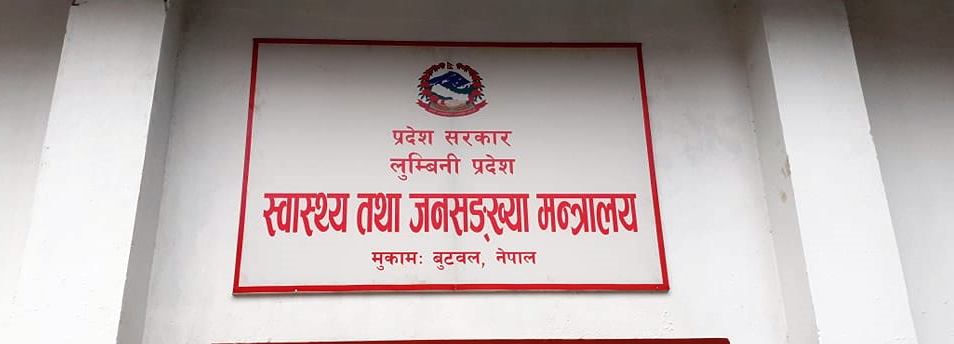 प्रदेश सरकार
लुम्बिनी प्रदेश
स्वास्थ्य तथा जनसङ्ख्या मन्त्रालय
मुकामः बुटवल, नेपाल